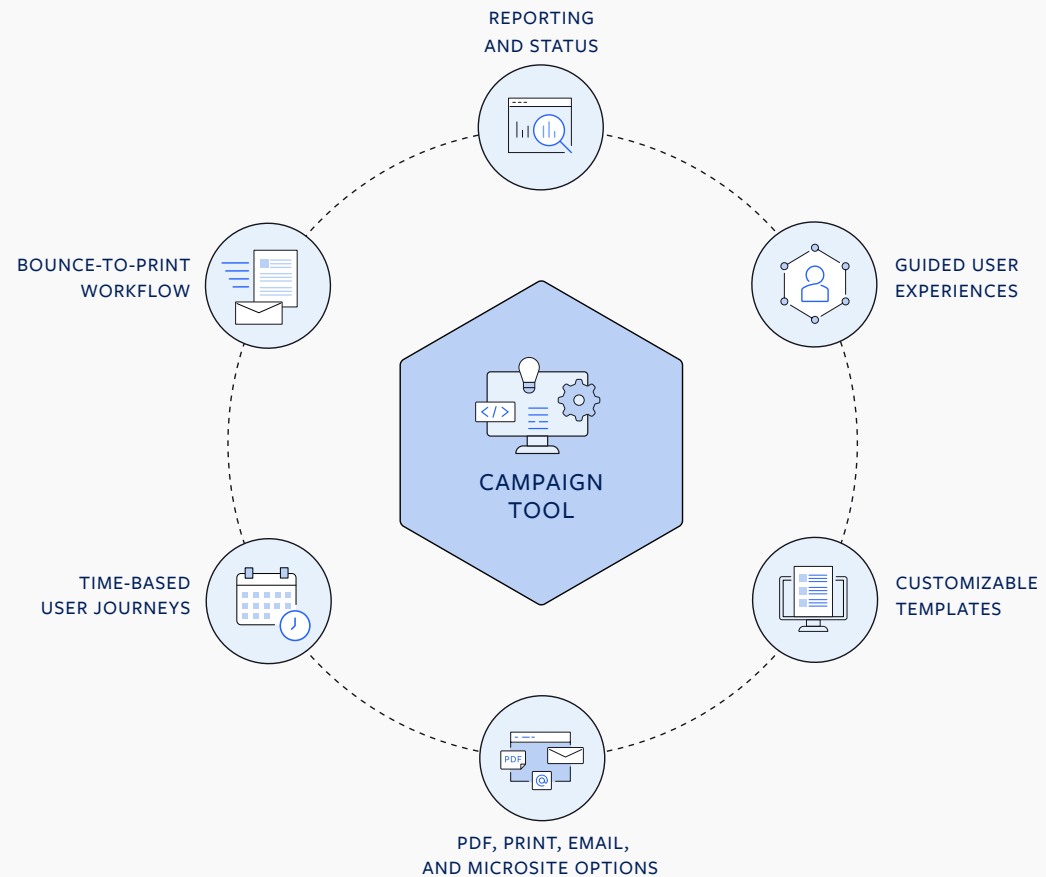 REPORTING
AND STATUS
BOUNCE-TO-PRINT
WORKFLOW
GUIDED USER
EXPERIENCES
</>
CAMPAIGN
TOOL
TIME-BASED
USER JOURNEYS
CUSTOMIZABLE
TEMPLATES
PDF
@
PDF, PRINT, EMAIL,
AND MICROSITE OPTIONS